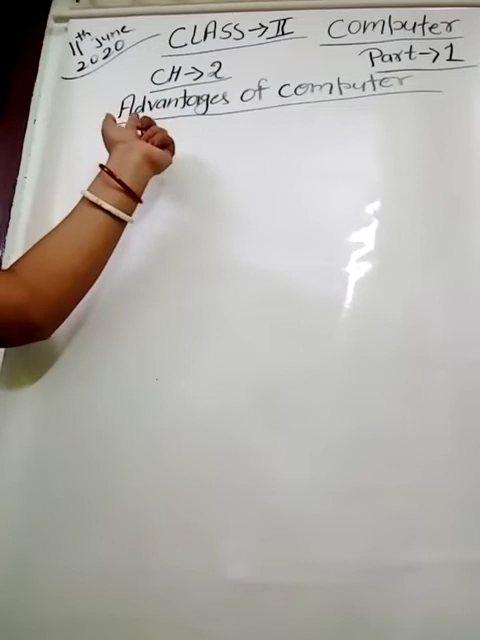 11th June
2020
CLASS→II Computer
Part→1
CH→2
Advantages of computer